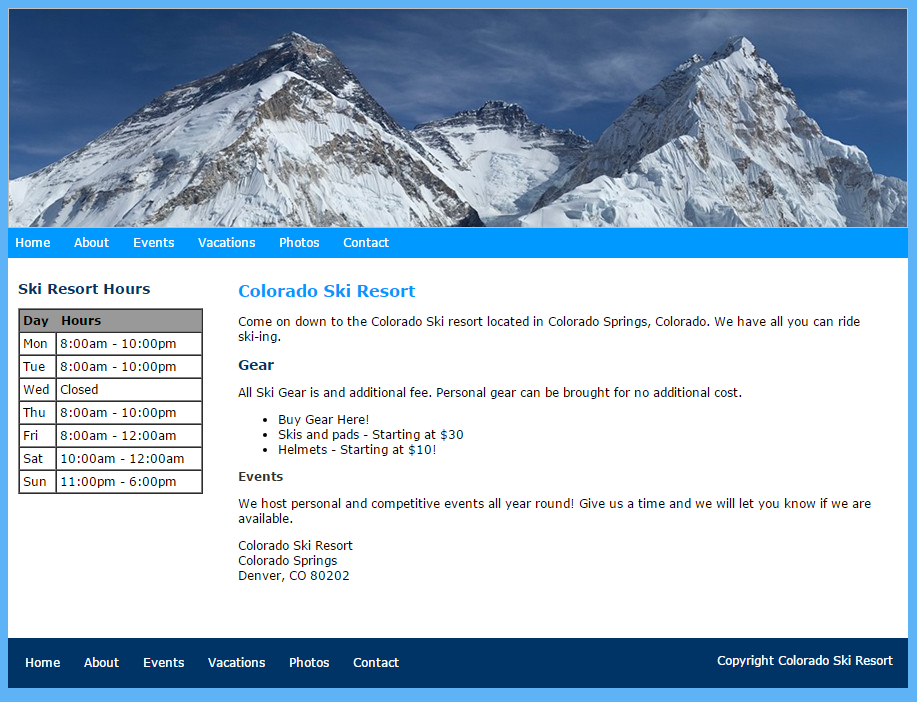 Home About Events Vacations Photos Contact
Ski Resort Hours
Day Hours
Mon 8:00am - 10:00pm
Tue 8:00am - 10:00pm
Wed Closed
Thu 8:00am - 10:00pm
Fri 8:00am - 12:00am
Sat 10:00am - 12:00am
Sun 11:00pm - 6:00pm
Colorado Ski Resort
Come on down to the Colorado Ski resort located in Colorado Springs, Colorado. We have all you can ride
ski-ing.
Gear
All Ski Gear is and additional fee. Personal gear can be brought for no additional cost.
• Buy Gear Here!
• Skis and pads - Starting at $30
• Helmets - Starting at $10!
Events
We host personal and competitive events all year round! Give us a time and we will let you know if we are
available.
Colorado Ski Resort
Colorado Springs
Denver, CO 80202
Home About Events Vacations Photos Contact
Copyright Colorado Ski Resort